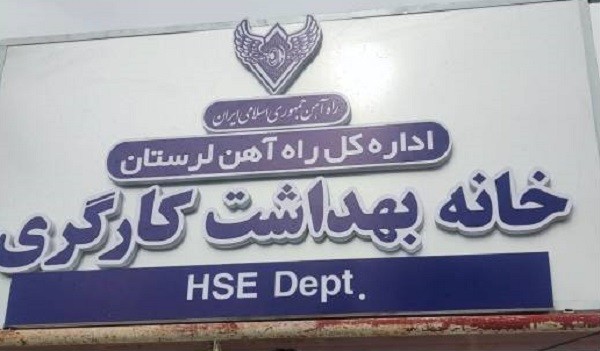 راه آهن جمهوری اسلامی ایران
اداره کل راه آهن لرستان
خانه بهداشت کارگری
HSE Dept.